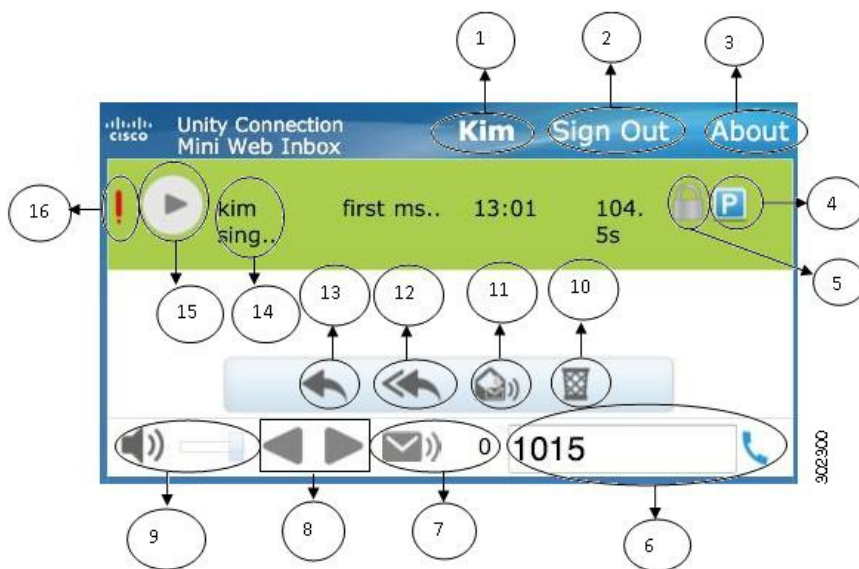 1
2
3
cisco
Unity Connection
Mini Web Inbox
Kim
Sign Out
About
16
kim
sing..
first ms..
13:01
104.
5s
P
4
5
15
14
13
12
11
10
0
1015
302300
9
8
7
6